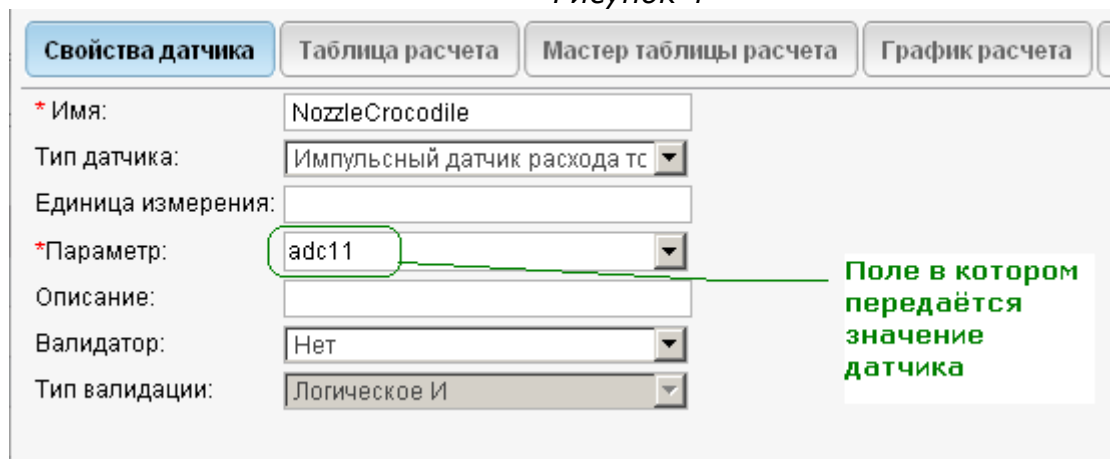 Рисунок
Свойства датчика Таблица расчета Мастер таблицы расчета График расчета
* Имя: NozzleCrocodile
Тип датчика: Импульсный датчик расхода тс
Единица измерения:
*Параметр: adc11
Описание:
Валидатор: Нет
Тип валидации: Логическое И
Поле в котором
передаётся
значение
датчика